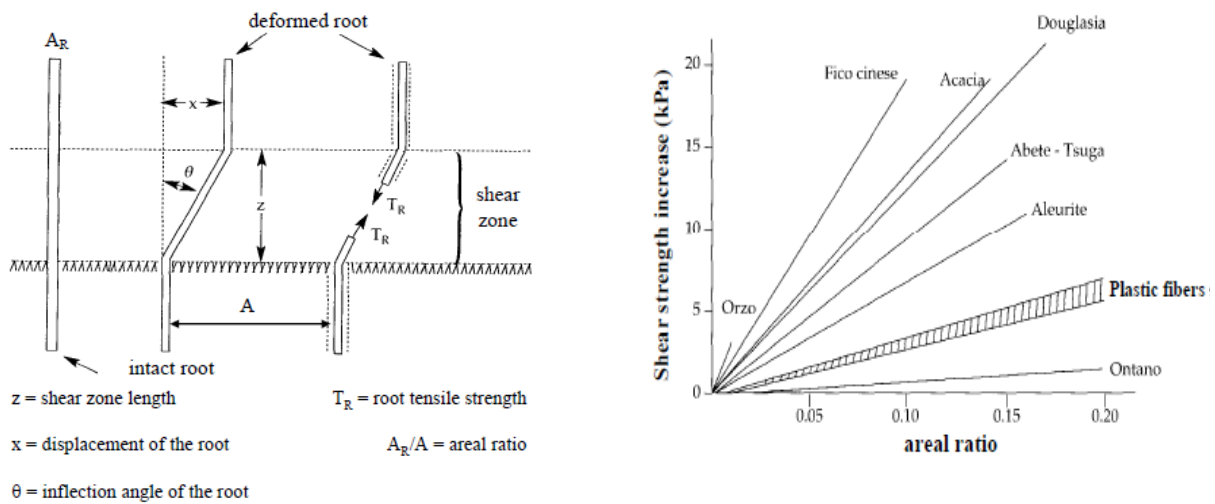 deformed root
A_R
x
θ
z
T_R
T_R
shear
zone
A
intact root
z = shear zone length
T_R = root tensile strength
x = displacement of the root
A_R/A = areal ratio
θ = inflection angle of the root
Shear strength increase (kPa)
20
15
10
5
0
Douglasia
Fico cinese
Acacia
Abete - Tsuga
Aleurite
Plastic fibers
Orzo
Ontano
0.05
0.10
0.15
0.20
areal ratio